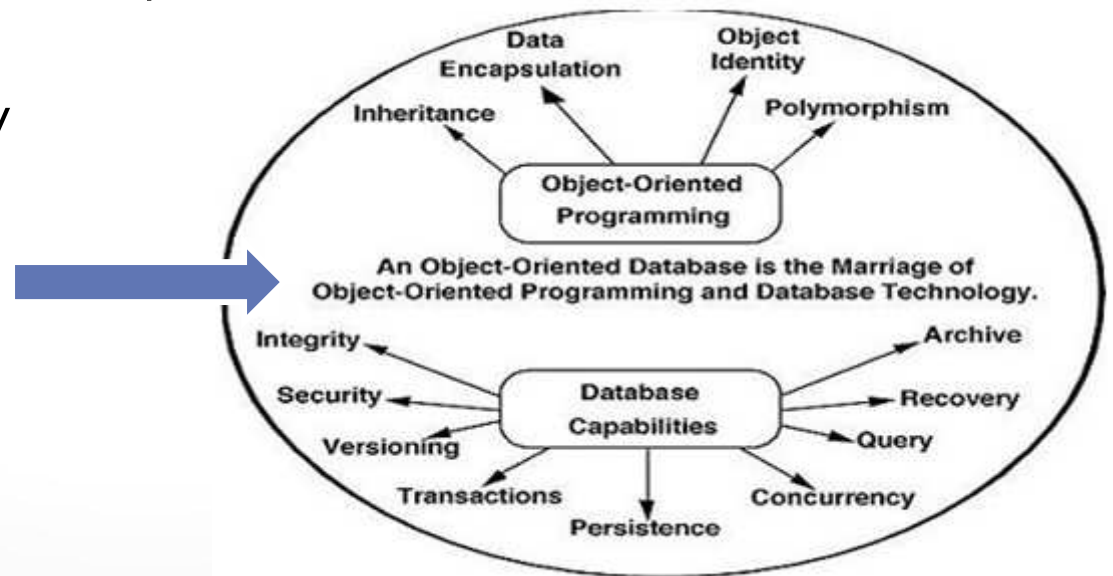 y
Data
Encapsulation
Object
Identity
Inheritance
Polymorphism
Object-Oriented
Programming
An Object-Oriented Database is the Marriage of
Object-Oriented Programming and Database Technology.
Integrity
Archive
Security
Database
Capabilities
Recovery
Versioning
Query
Transactions
Concurrency
Persistence